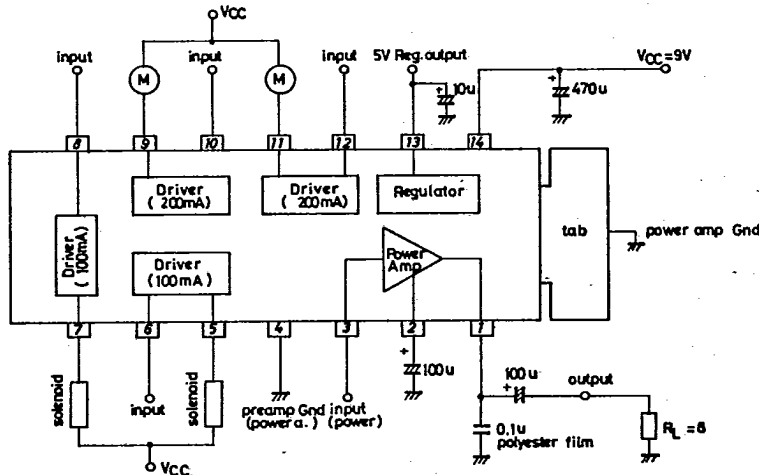 VCC
input
input
input
5V Reg.output
VCC=9V
M
M
+
10u
+
470u
8
9
10
11
12
13
14
Driver
(200mA)
Driver
(200mA)
Regulator
Driver
(100mA)
Driver
(100mA)
Power
Amp
tab
power amp Gnd
7
6
5
4
3
2
1
solenoid
input
solenoid
VCC
preamp Gnd
(power a.)
input
(power)
+
100u
100u
+
output
0.1u
polyester film
RL =8